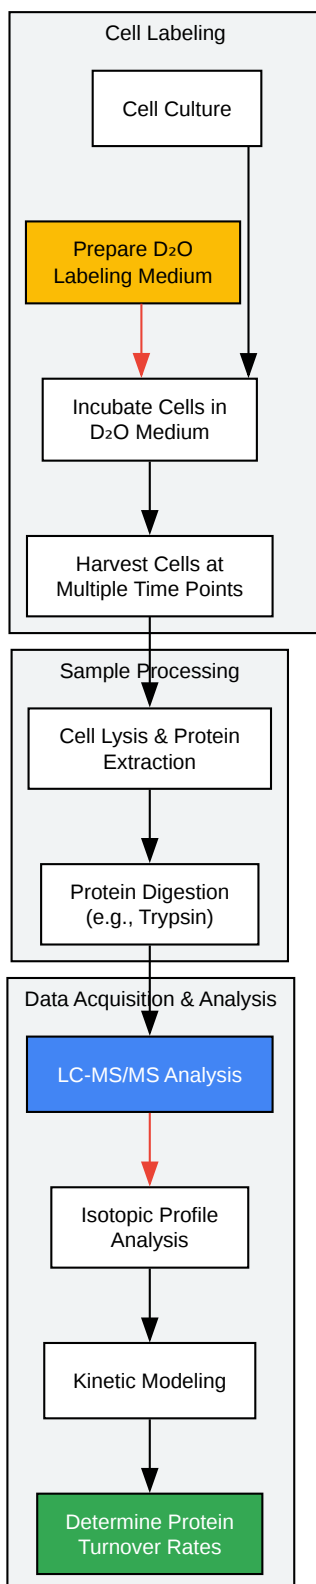 Cell Labeling
Cell Culture
Prepare D₂O
Labeling Medium
Incubate Cells in
D₂O Medium
Harvest Cells at
Multiple Time Points
Sample Processing
Cell Lysis & Protein
Extraction
Protein Digestion
(e.g., Trypsin)
Data Acquisition & Analysis
LC-MS/MS Analysis
Isotopic Profile
Analysis
Kinetic Modeling
Determine Protein
Turnover Rates